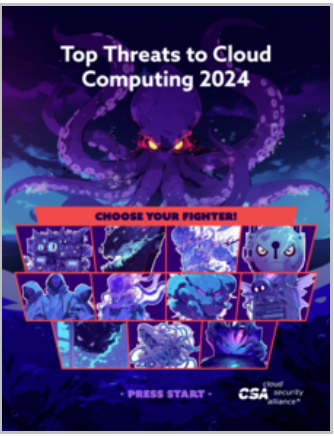 Top Threats to Cloud
Computing 2024
CHOOSE YOUR FIGHTER!
• PRESS START •
CSA cloud
security
alliance®